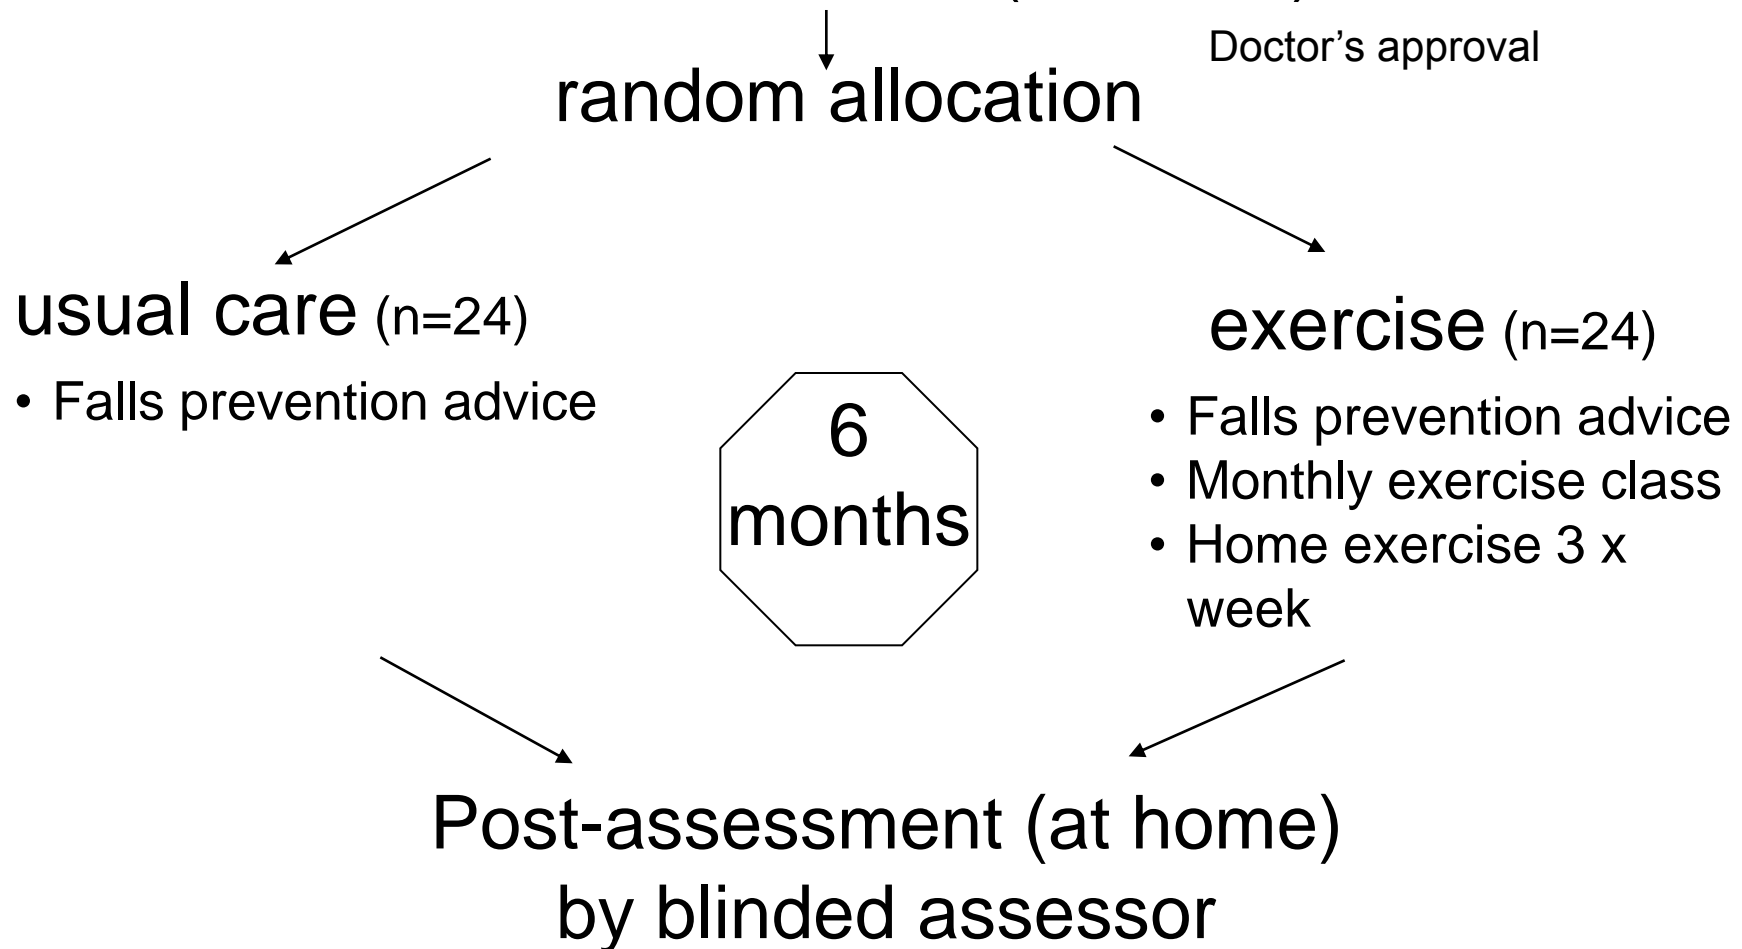 Doctor’s approval
random allocation
usual care (n=24)
• Falls prevention advice
6
months
exercise (n=24)
• Falls prevention advice
• Monthly exercise class
• Home exercise 3 x
week
Post-assessment (at home)
by blinded assessor